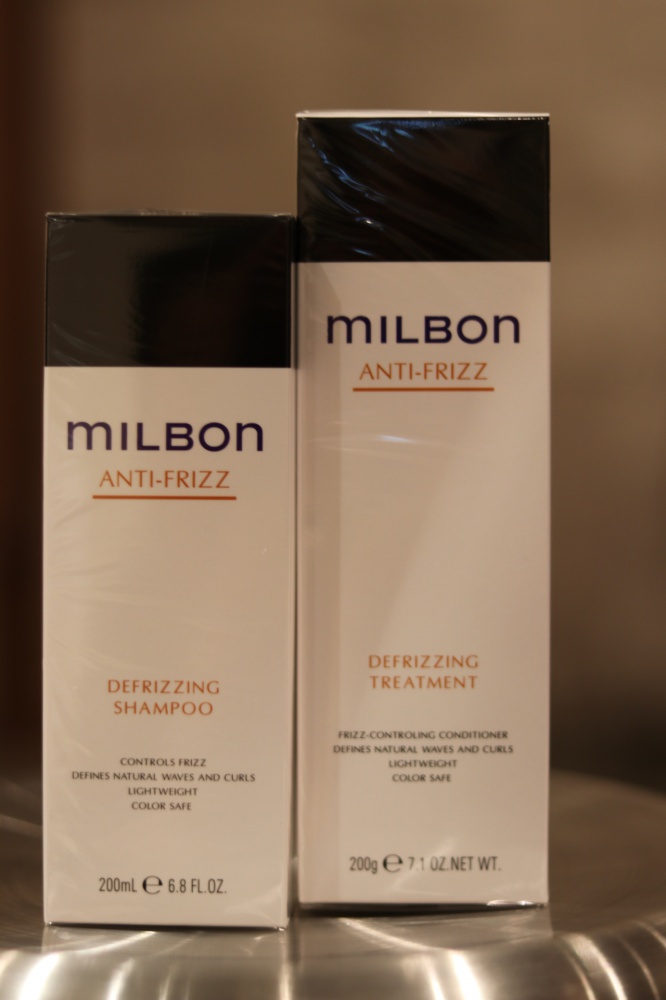 MILBON
ANTI-FRIZZ
DEFRIZZING
SHAMPOO
CONTROLS FRIZZ
DEFINES NATURAL WAVES AND CURLS
LIGHTWEIGHT
COLOR SAFE
200mL ℮ 6.8 FL.OZ.
MILBON
ANTI-FRIZZ
DEFRIZZING
TREATMENT
FRIZZ-CONTROLING CONDITIONER
DEFINES NATURAL WAVES AND CURLS
LIGHTWEIGHT
COLOR SAFE
200g ℮ 7.1 OZ.NET WT.